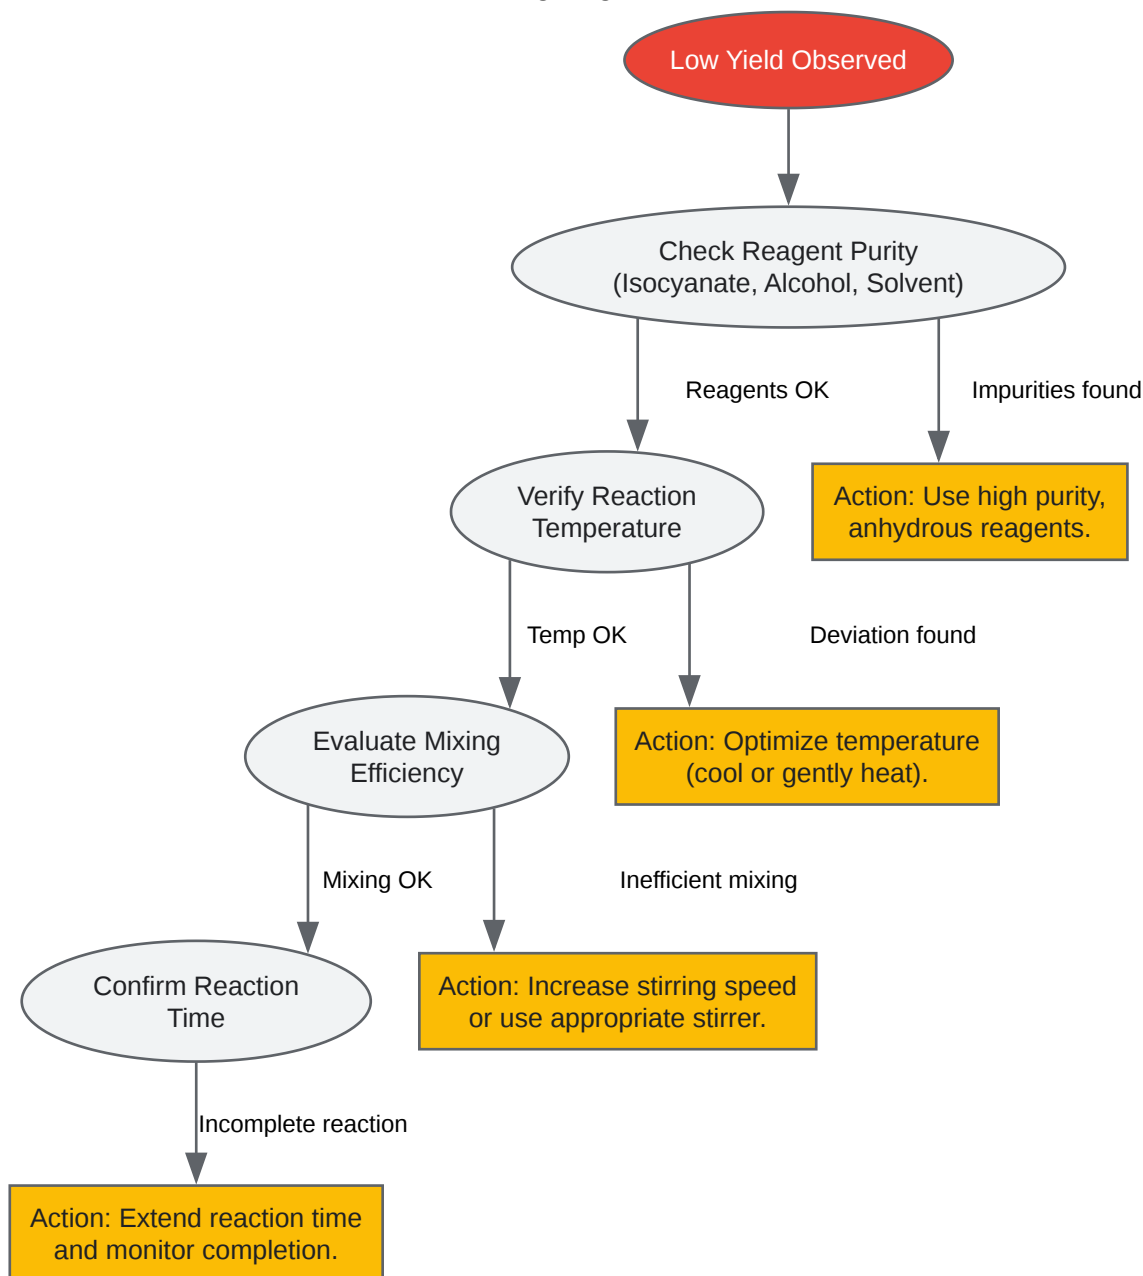 Low Yield Observed
Check Reagent Purity
(Isocyanate, Alcohol, Solvent)
Reagents OK
Impurities found
Verify Reaction
Temperature
Action: Use high purity,
anhydrous reagents.
Temp OK
Deviation found
Evaluate Mixing
Efficiency
Action: Optimize temperature
(cool or gently heat).
Mixing OK
Inefficient mixing
Confirm Reaction
Time
Action: Increase stirring speed
or use appropriate stirrer.
Incomplete reaction
Action: Extend reaction time
and monitor completion.